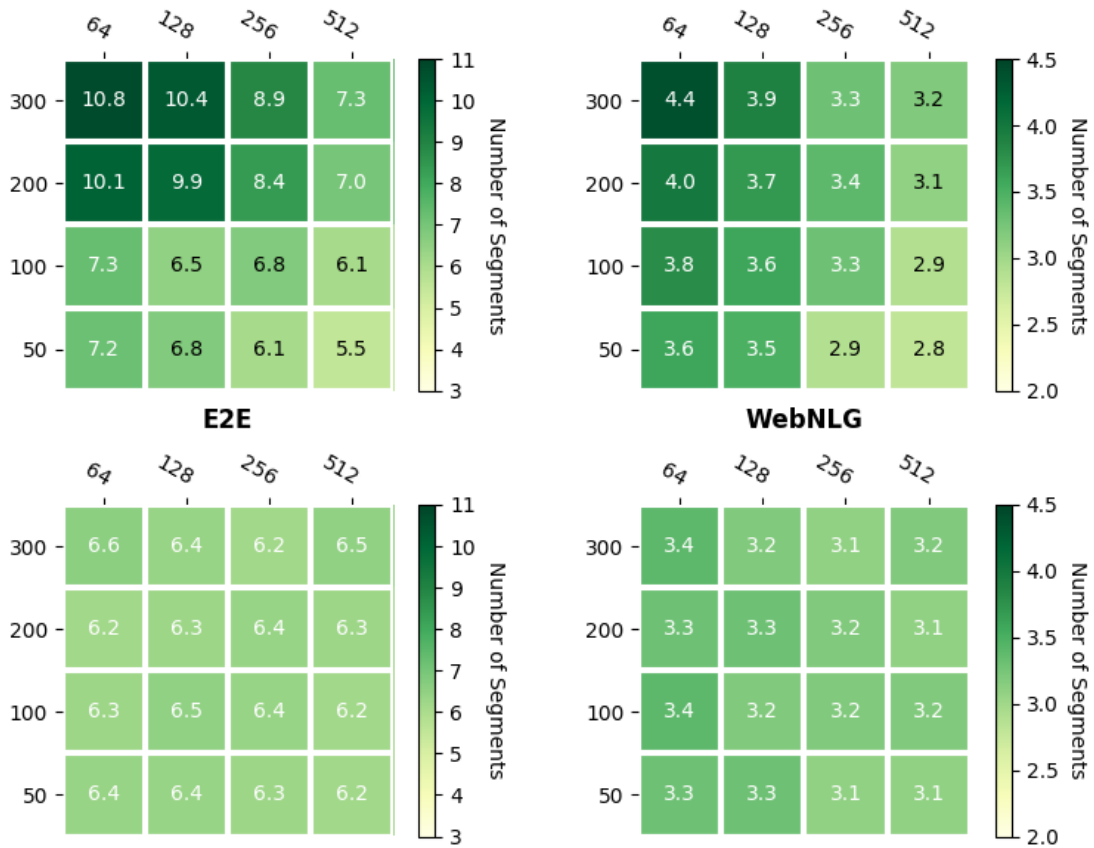 64 128 256 512
300 10.8 10.4 8.9 7.3
200 10.1 9.9 8.4 7.0
100 7.3 6.5 6.8 6.1
50 7.2 6.8 6.1 5.5
11
10
9
8
7
6
5
4
3
Number of Segments
E2E
64 128 256 512
300 4.4 3.9 3.3 3.2
200 4.0 3.7 3.4 3.1
100 3.8 3.6 3.3 2.9
50 3.6 3.5 2.9 2.8
4.5
4.0
3.5
3.0
2.5
2.0
Number of Segments
WebNLG
64 128 256 512
300 6.6 6.4 6.2 6.5
200 6.2 6.3 6.4 6.3
100 6.3 6.5 6.4 6.2
50 6.4 6.4 6.3 6.2
11
10
9
8
7
6
5
4
3
Number of Segments
64 128 256 512
300 3.4 3.2 3.1 3.2
200 3.3 3.3 3.2 3.1
100 3.4 3.2 3.2 3.2
50 3.3 3.3 3.1 3.1
4.5
4.0
3.5
3.0
2.5
2.0
Number of Segments